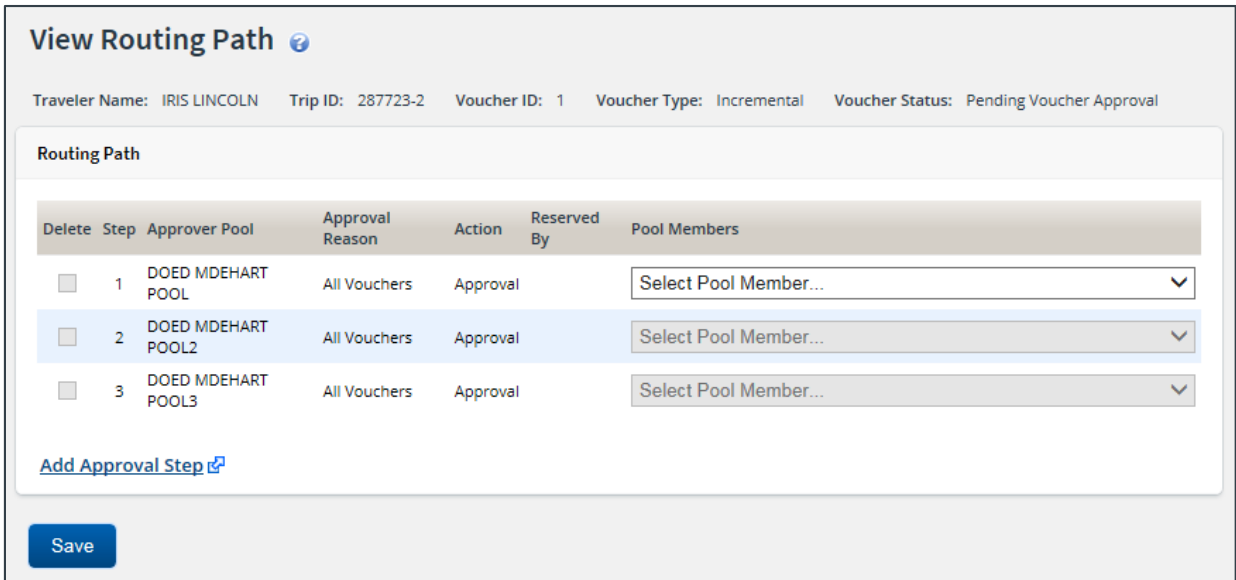 View Routing Path ?
Traveler Name: IRIS LINCOLN Trip ID: 287723-2 Voucher ID: 1 Voucher Type: Incremental Voucher Status: Pending Voucher Approval
Routing Path
Delete Step Approver Pool Approval Reason Action Reserved By Pool Members
1 DOED MDEHART POOL All Vouchers Approval Select Pool Member...
2 DOED MDEHART POOL2 All Vouchers Approval Select Pool Member...
3 DOED MDEHART POOL3 All Vouchers Approval Select Pool Member...
Add Approval Step
Save